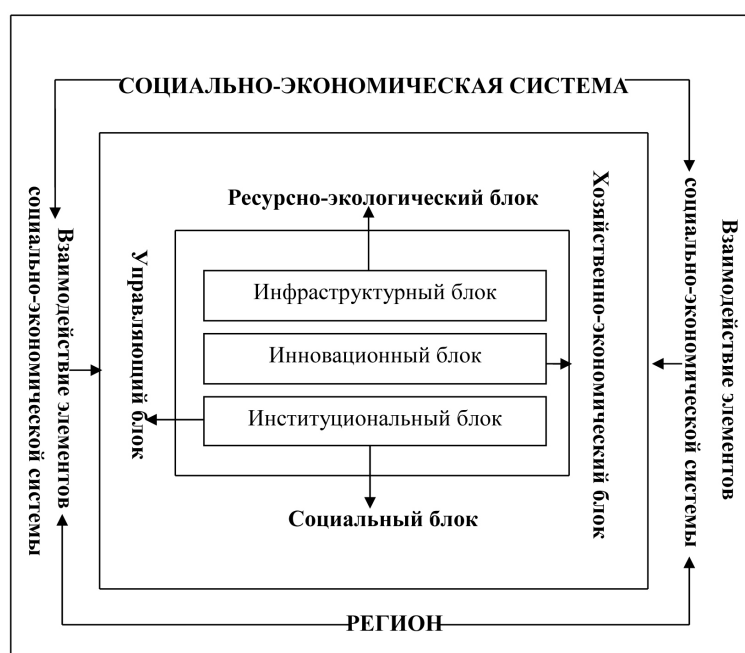 СОЦИАЛЬНО-ЭКОНОМИЧЕСКАЯ СИСТЕМА
Взаимодействие элементов
социально-экономической системы
Ресурсно-экологический блок
Управляющий блок
Инфраструктурный блок
Инновационный блок
Институциональный блок
Социальный блок
Хозяйственно-экономический блок
Взаимодействие элементов
социально-экономической системы
РЕГИОН